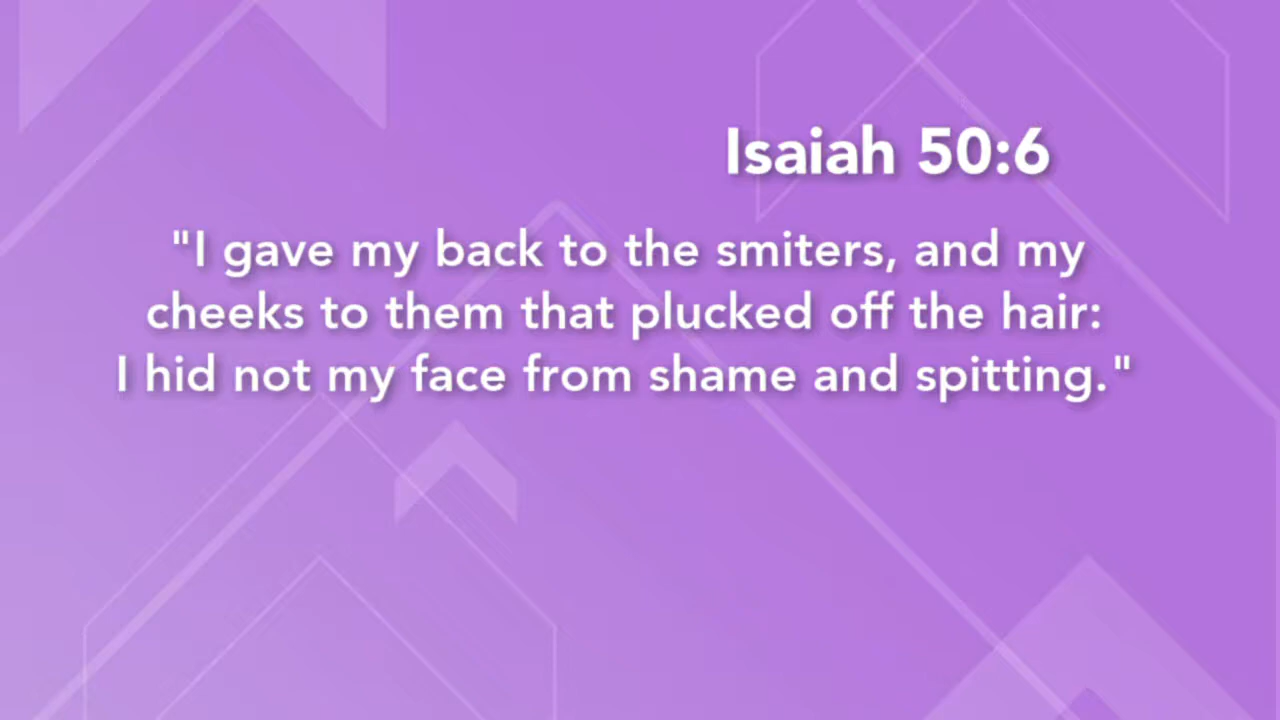 Isaiah 50:6
"I gave my back to the smiters, and my
cheeks to them that plucked off the hair:
I hid not my face from shame and spitting."